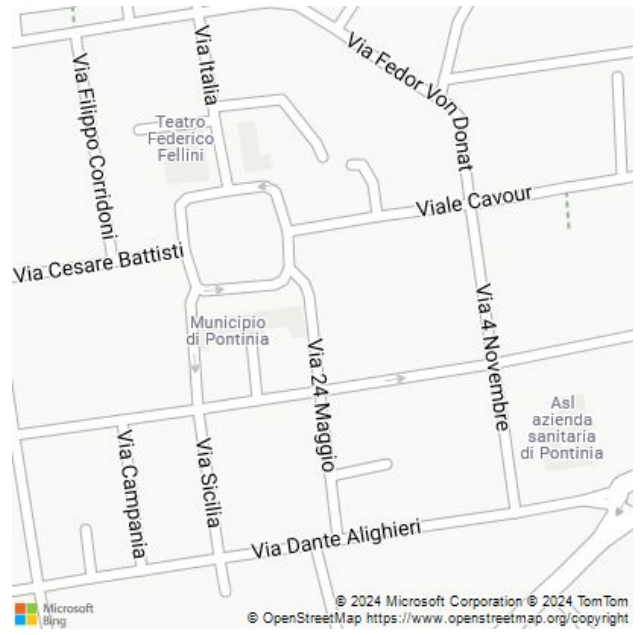 Via Filippo Corridoni
Via Italia
Via Fedor Von Donat
Teatro
Federico
Fellini
Viale Cavour
Via Cesare Battisti
Municipio
di Pontinia
Via 24 Maggio
Via 4 Novembre
Asl
azienda
sanitaria
di Pontinia
Via Campania
Via Sicilia
Via Dante Alighieri
Microsoft
Bing
© 2024 Microsoft Corporation © 2024 TomTom
© OpenStreetMap https://www.openstreetmap.org/copyright